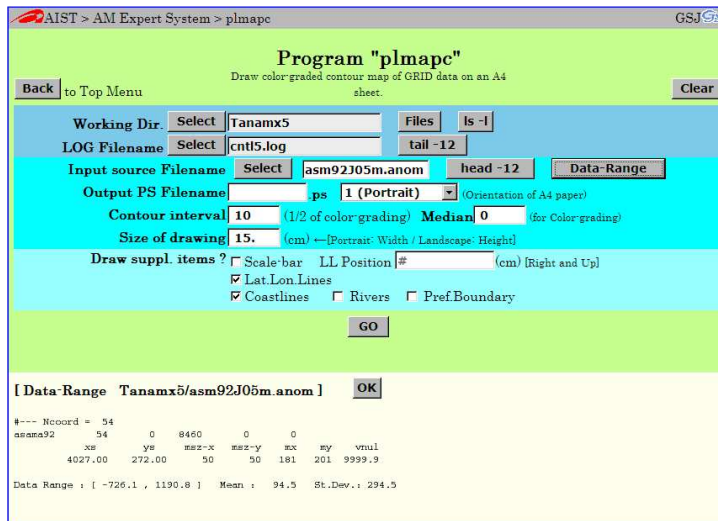 AIST > AM Expert System > plmapc GSJ
Program "plmapc"
Back to Top Menu Draw color-graded contour map of GRID data on an A4 sheet. Clear
Working Dir. Select Tanamx5 Files ls -l
LOG Filename Select cntl5.log tail -12
Input source Filename Select asm92J05m.anom head -12 Data-Range
Output PS Filename .ps 1 (Portrait) (Orientation of A4 paper)
Contour interval 10 (1/2 of color-grading) Median 0 (for Color-grading)
Size of drawing 15. (cm) ←[Portrait: Width / Landscape: Height]
Draw suppl. items ? Scale-bar LL Position # (cm) [Right and Up]
Lat.Lon.Lines
Coastlines Rivers Pref.Boundary
GO
[ Data-Range Tanamx5/asm92J05m.anom ] OK
#--- Ncoord = 54
asama92 54 0 8460 0 0
xs ys msz-x msz-y mx my vnul
4027.00 272.00 50 50 181 201 9999.9
Data Range : [ -726.1 , 1190.8 ] Mean : 94.5 St.Dev.: 294.5